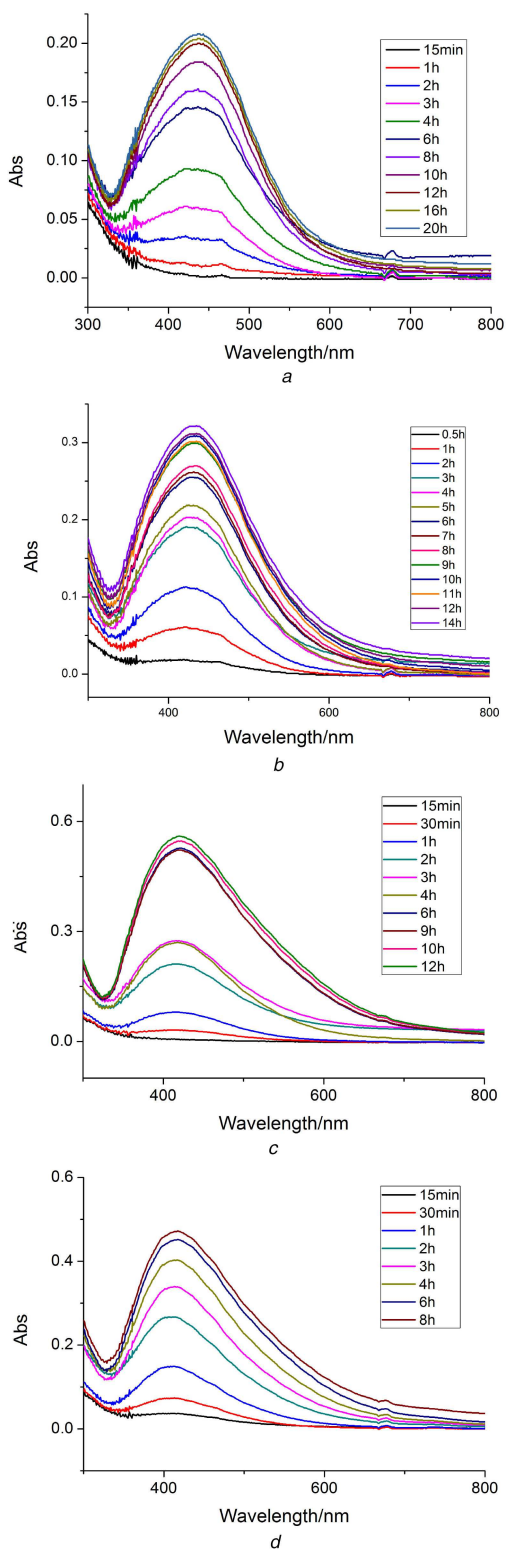 0.20
0.15
0.10
0.05
0.00
Abs
15min
1h
2h
3h
4h
6h
8h
10h
12h
16h
20h
300 400 500 600 700 800
Wavelength/nm
a
0.3
0.2
0.1
0.0
Abs
0.5h
1h
2h
3h
4h
5h
6h
7h
8h
9h
10h
11h
12h
14h
400 600 800
Wavelength/nm
b
0.6
0.3
0.0
Abs
15min
30min
1h
2h
3h
4h
6h
9h
10h
12h
400 600 800
Wavelength/nm
c
0.6
0.4
0.2
0.0
Abs
15min
30min
1h
2h
3h
4h
6h
8h
400 600 800
Wavelength/nm
d